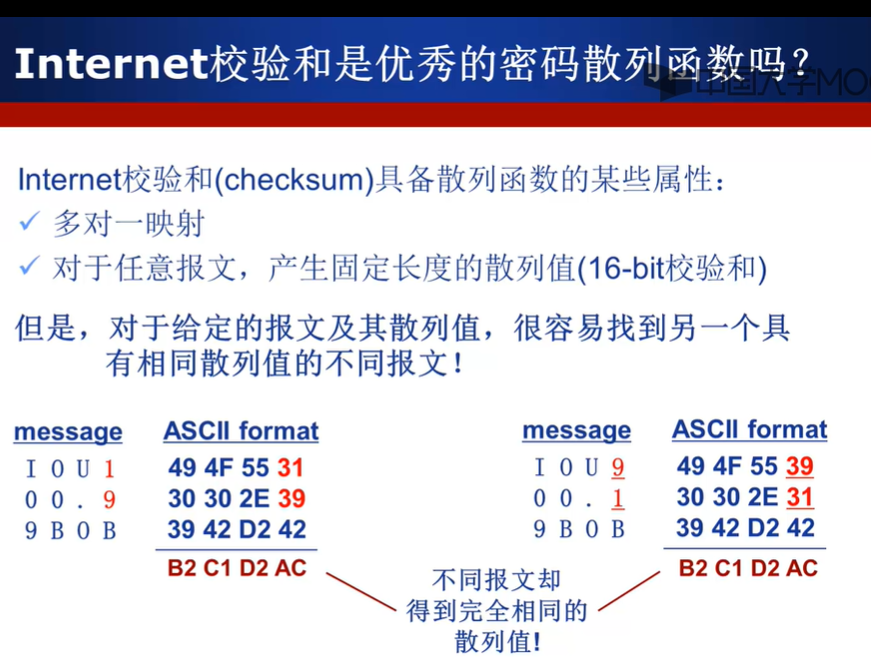 Internet校验和是优秀的密码散列函数吗?
中国大学MO
Internet校验和(checksum)具备散列函数的某些属性：
✓ 多对一映射
✓ 对于任意报文，产生固定长度的散列值(16-bit校验和)
但是，对于给定的报文及其散列值，很容易找到另一个具
有相同散列值的不同报文！
message ASCII format
I O U 1 49 4F 55 31
0 0 . 9 30 30 2E 39
9 B O B 39 42 D2 42
B2 C1 D2 AC
message ASCII format
I O U 9 49 4F 55 39
0 0 . 1 30 30 2E 31
9 B O B 39 42 D2 42
B2 C1 D2 AC
不同报文却
得到完全相同的
散列值!